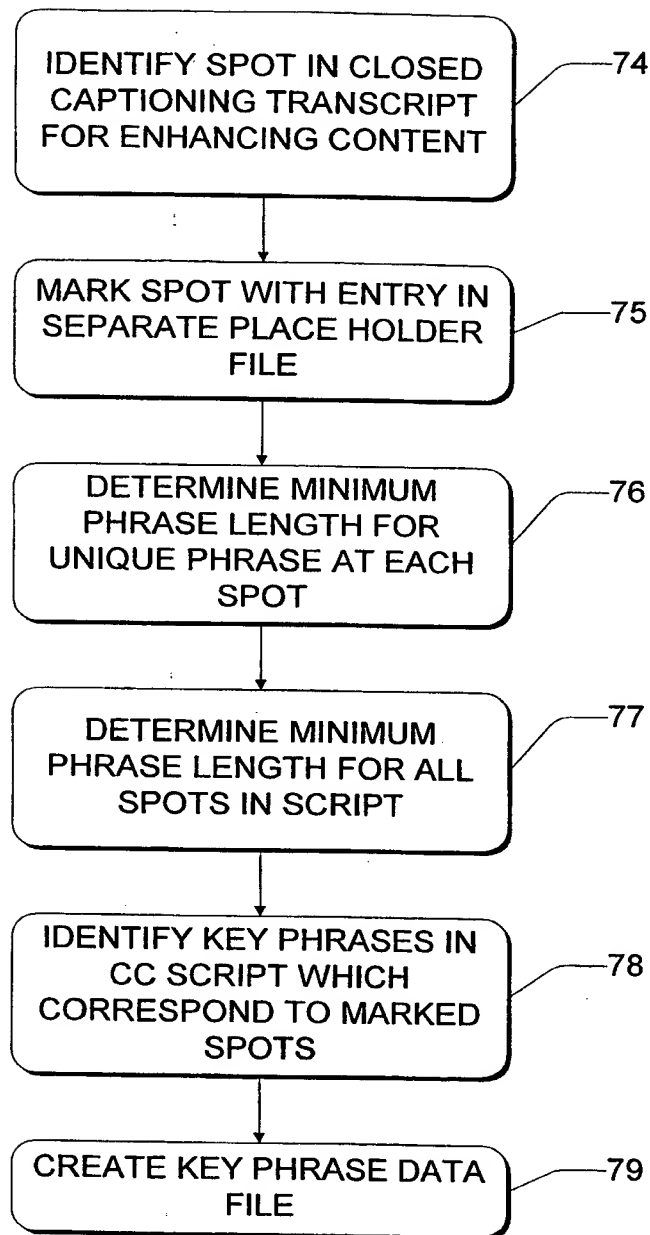 IDENTIFY SPOT IN CLOSED
CAPTIONING TRANSCRIPT
FOR ENHANCING CONTENT
74
MARK SPOT WITH ENTRY IN
SEPARATE PLACE HOLDER
FILE
75
DETERMINE MINIMUM
PHRASE LENGTH FOR
UNIQUE PHRASE AT EACH
SPOT
76
DETERMINE MINIMUM
PHRASE LENGTH FOR ALL
SPOTS IN SCRIPT
77
IDENTIFY KEY PHRASES IN
CC SCRIPT WHICH
CORRESPOND TO MARKED
SPOTS
78
CREATE KEY PHRASE DATA
FILE
79